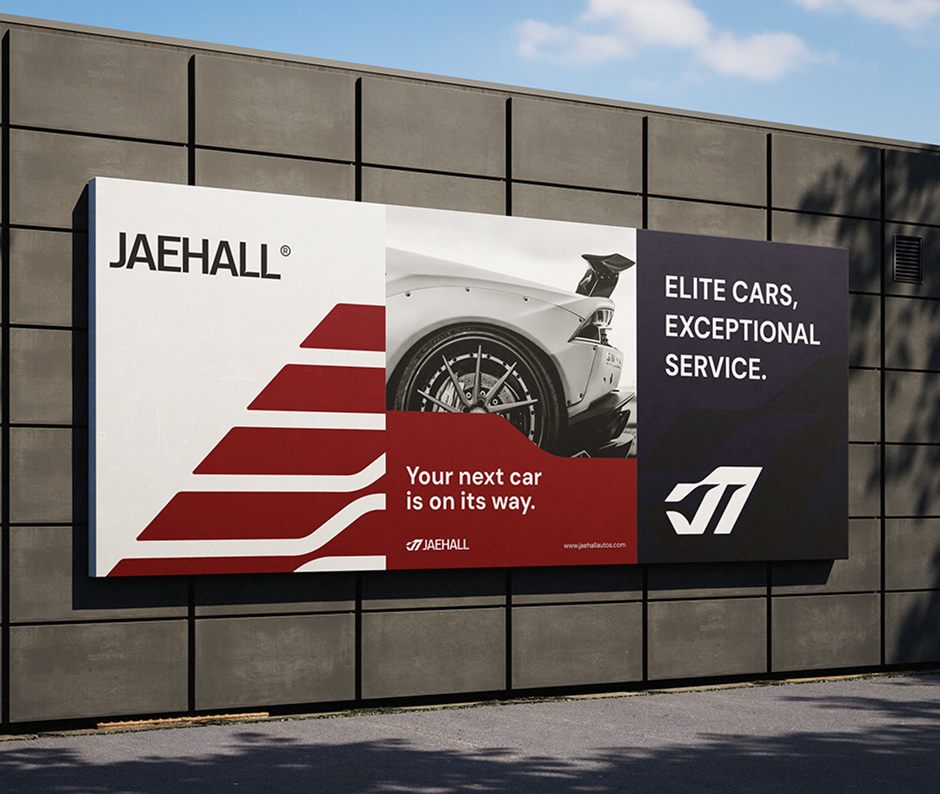 JAEHALL®
Your next car
is on its way.
JAEHALL
www.jaehallautos.com
ELITE CARS,
EXCEPTIONAL
SERVICE.